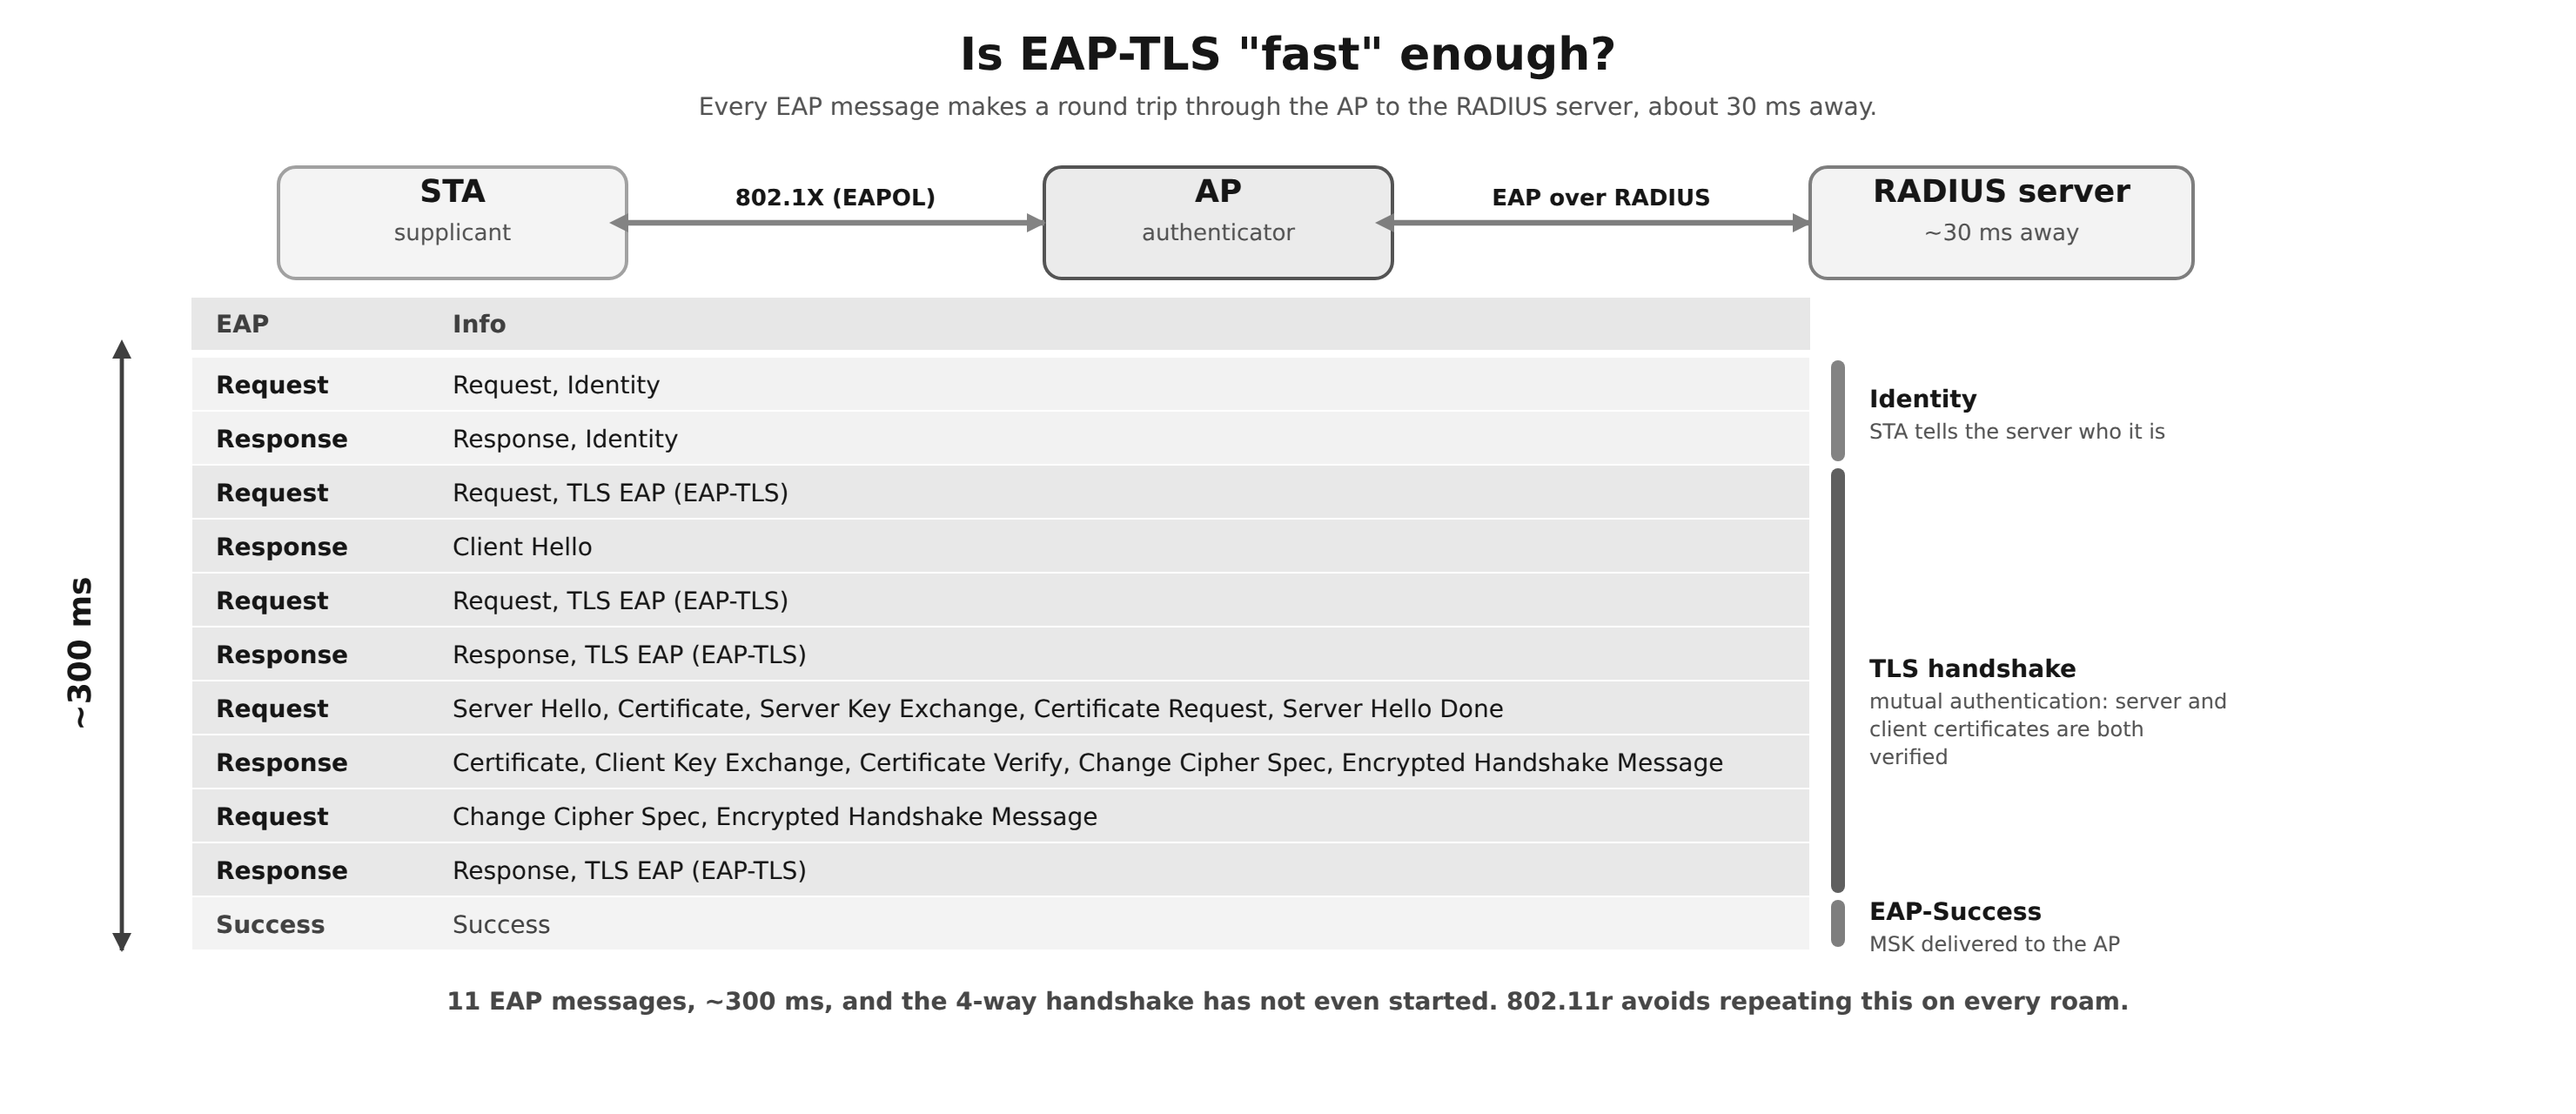 Is EAP-TLS "fast" enough?
Every EAP message makes a round trip through the AP to the RADIUS server, about 30 ms away.
STA
supplicant
802.1X (EAPOL)
AP
authenticator
EAP over RADIUS
RADIUS server
~30 ms away
EAP Info
Request Request, Identity
Response Response, Identity
Request Request, TLS EAP (EAP-TLS)
Response Client Hello
Request Request, TLS EAP (EAP-TLS)
Response Response, TLS EAP (EAP-TLS)
Request Server Hello, Certificate, Server Key Exchange, Certificate Request, Server Hello Done
Response Certificate, Client Key Exchange, Certificate Verify, Change Cipher Spec, Encrypted Handshake Message
Request Change Cipher Spec, Encrypted Handshake Message
Response Response, TLS EAP (EAP-TLS)
Success Success
~300 ms
Identity
STA tells the server who it is
TLS handshake
mutual authentication: server and
client certificates are both
verified
EAP-Success
MSK delivered to the AP
11 EAP messages, ~300 ms, and the 4-way handshake has not even started. 802.11r avoids repeating this on every roam.